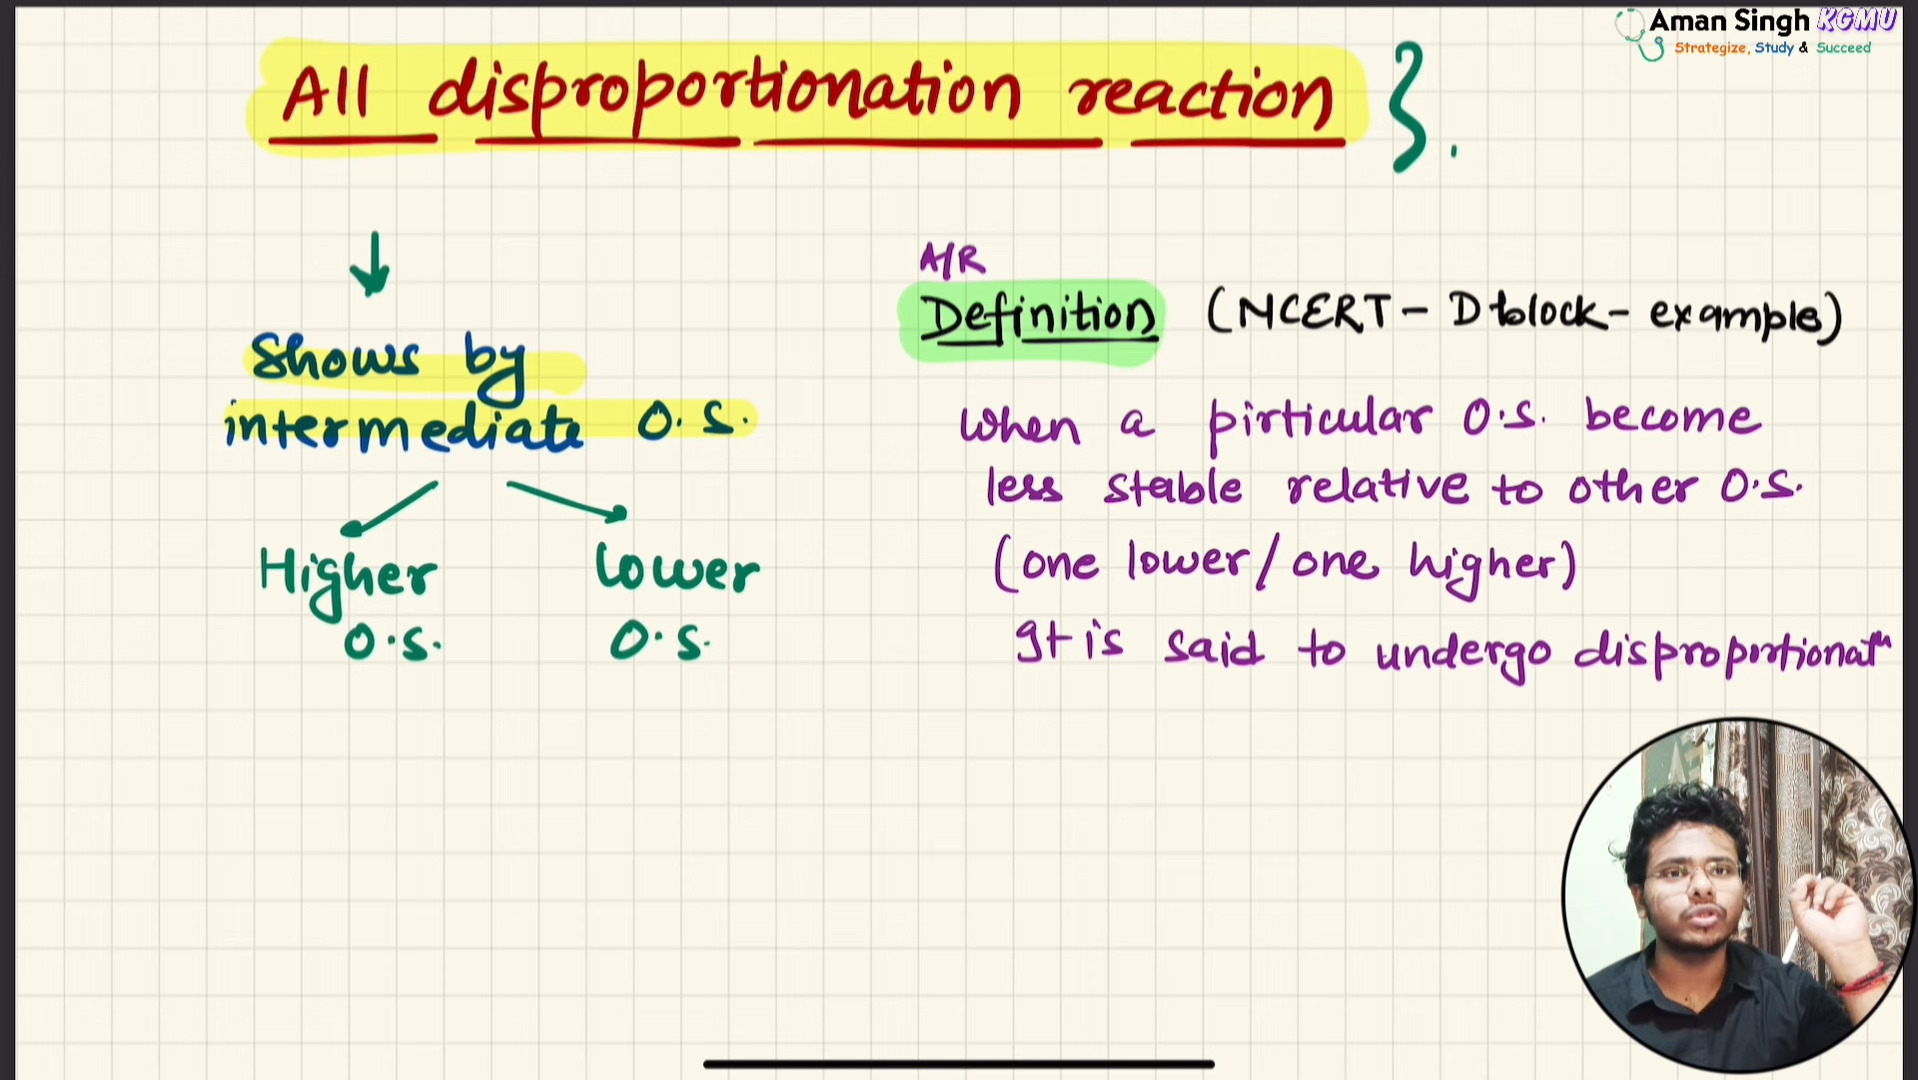 Aman Singh KGMU
Strategize, Study & Succeed
All disproportionation reaction } .
Shows by
intermediate O.S.
Higher
O.S.
Lower
O.S.
A/R
Definition (NCERT - D block - example)
When a pirticular O.S. become
less stable relative to other O.S.
(one lower / one higher)
It is said to undergo disproportionatn